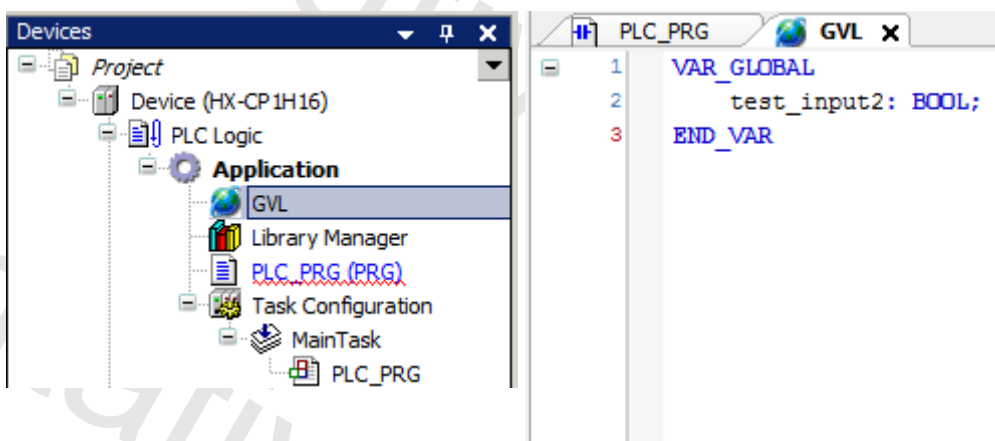 Devices
Project
Device (HX-CP1H16)
PLC Logic
Application
GVL
Library Manager
PLC_PRG (PRG)
Task Configuration
MainTask
PLC_PRG
PLC_PRG GVL
1 VAR_GLOBAL
2 test_input2: BOOL;
3 END_VAR